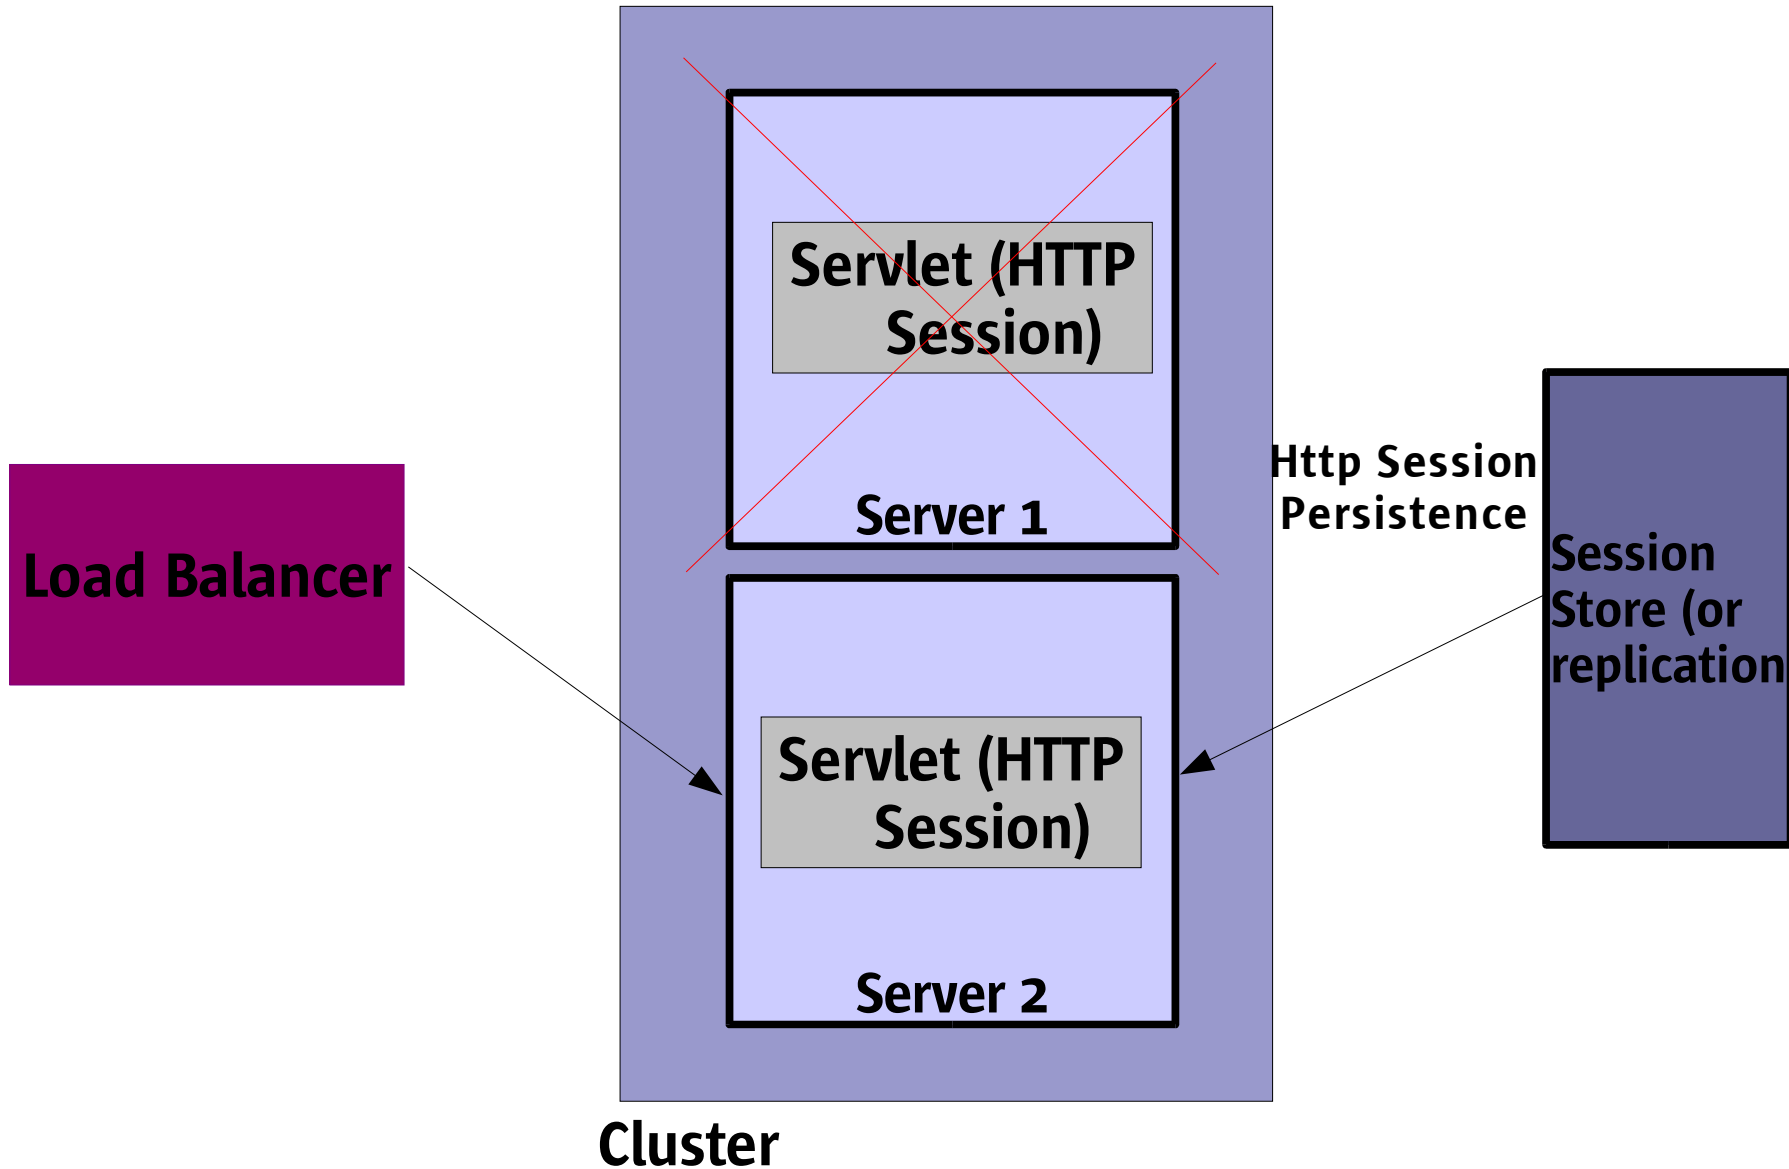 Servlet (HTTP
Session)
Server 1
Http Session
Persistence
Load Balancer
Session
Store (or
replication
Servlet (HTTP
Session)
Server 2
Cluster